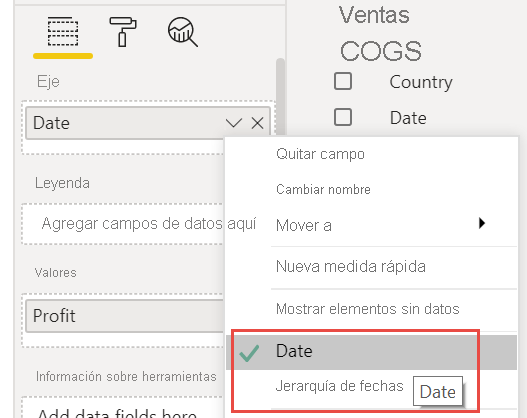 Ventas
COGS
Country
Date
Eje
Date
Leyenda
Agregar campos de datos aquí
Valores
Profit
Información sobre herramientas
Add data fields here
Quitar campo
Cambiar nombre
Mover a
Nueva medida rápida
Mostrar elementos sin datos
Date
Jerarquía de fechas
Date